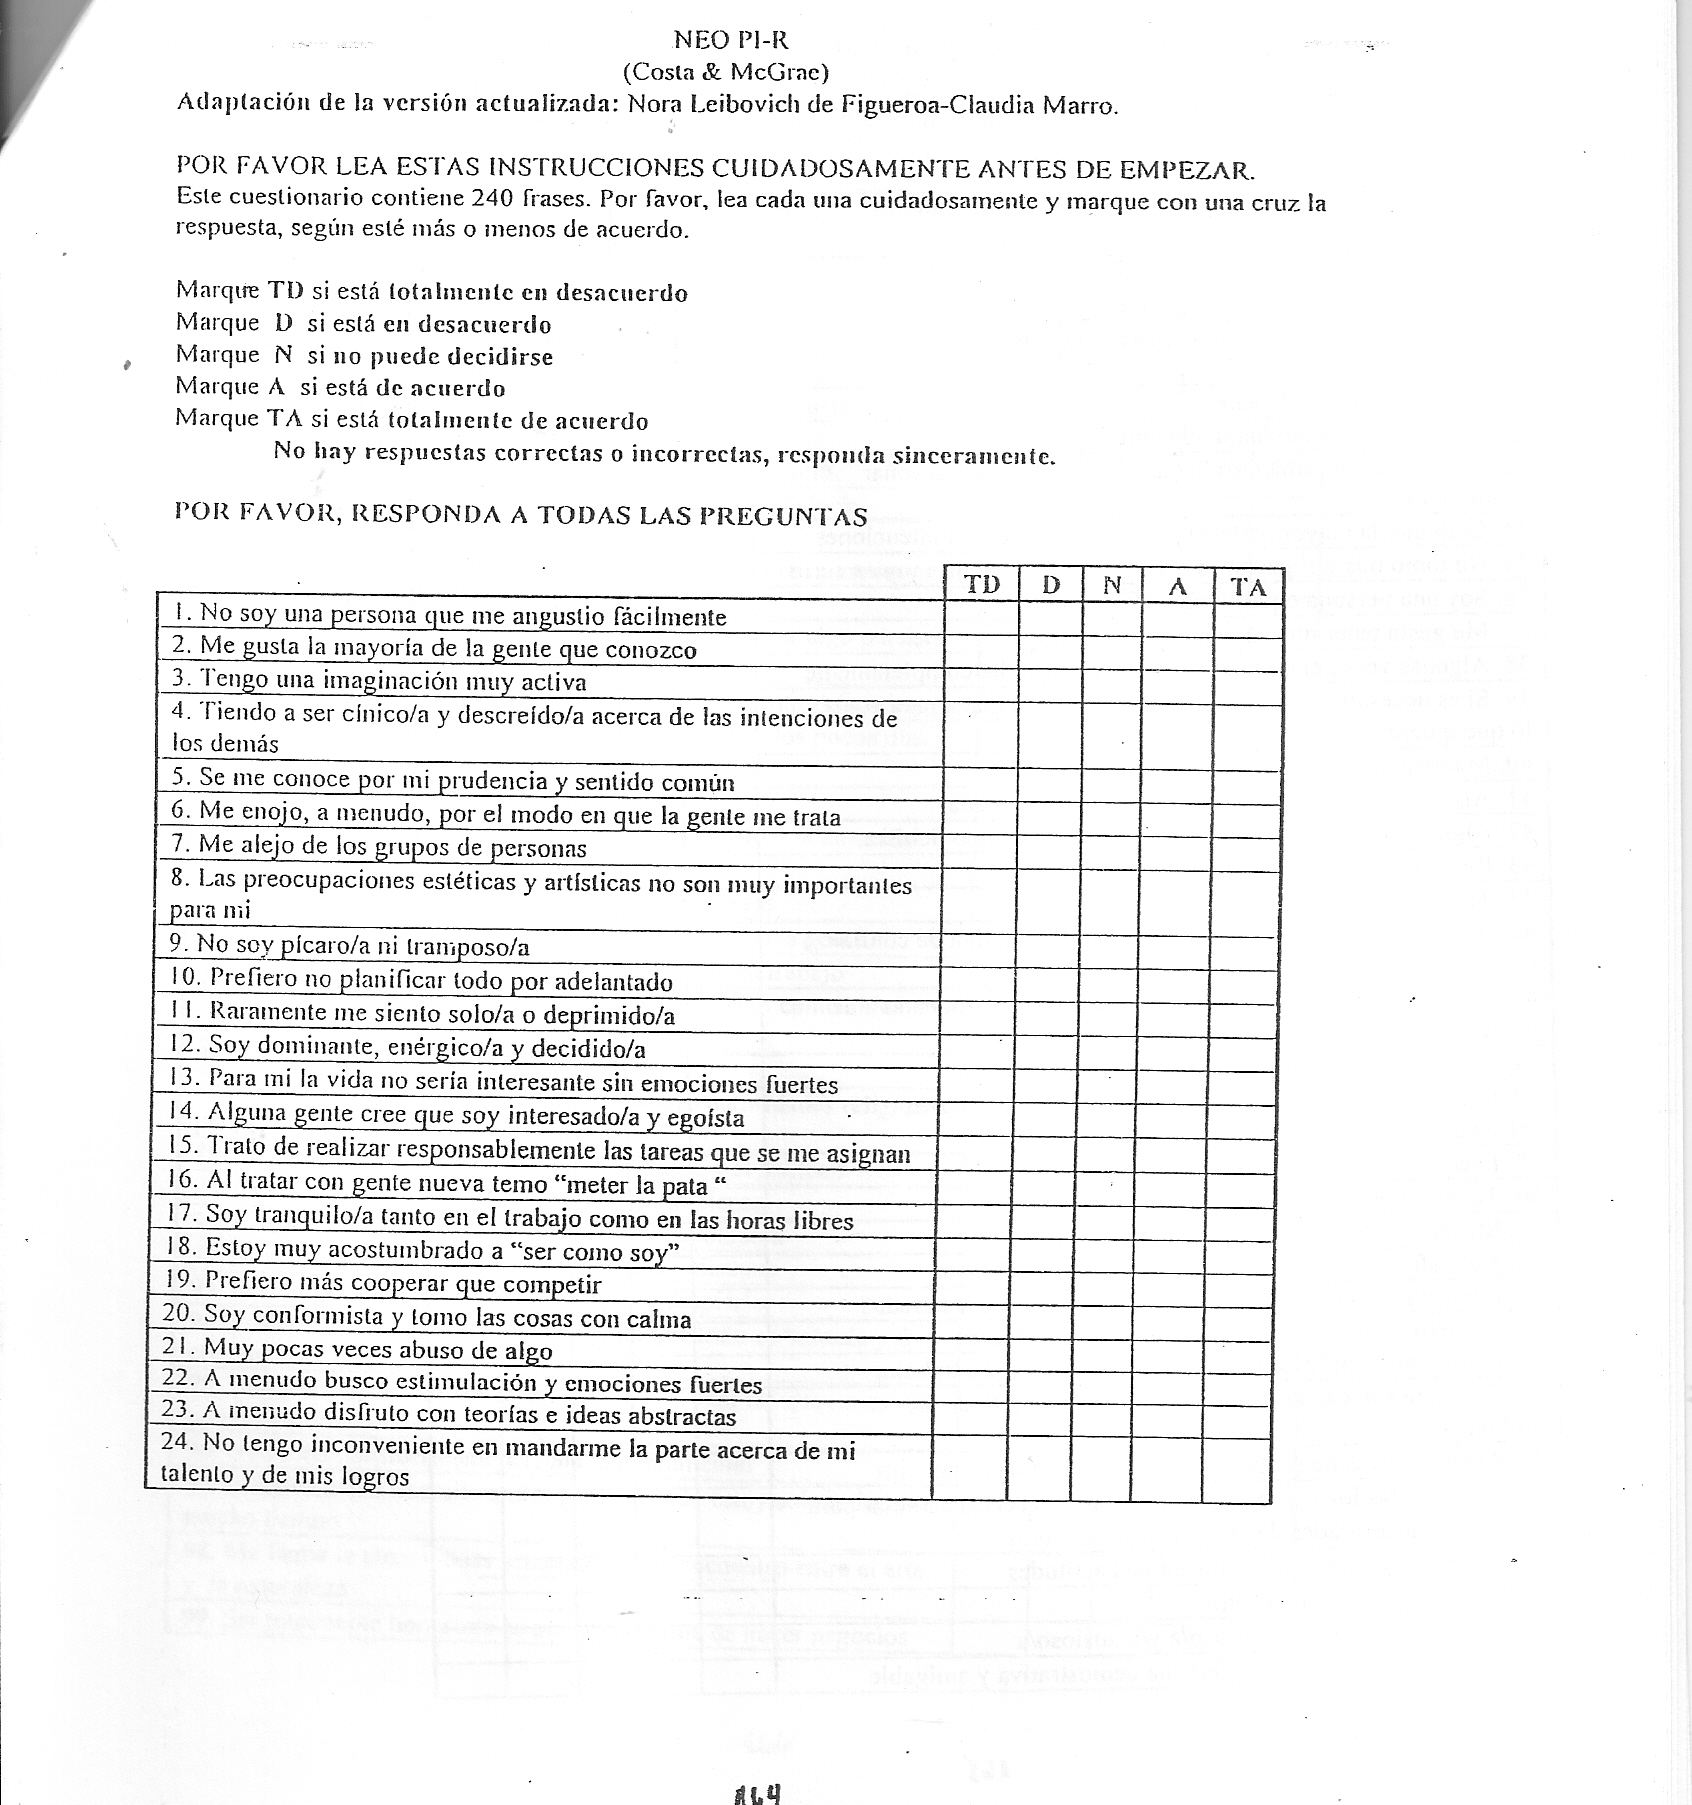 NEO PI-R
(Costa & McGrae)
Adaptación de la versión actualizada: Nora Leibovich de Figueroa-Claudia Marro.
POR FAVOR LEA ESTAS INSTRUCCIONES CUIDADOSAMENTE ANTES DE EMPEZAR.
Este cuestionario contiene 240 frases. Por favor, lea cada una cuidadosamente y marque con una cruz la
respuesta, según esté más o menos de acuerdo.
Marque TD si está totalmente en desacuerdo
Marque D si está en desacuerdo
Marque N si no puede decidirse
Marque A si está de acuerdo
Marque TA si está totalmente de acuerdo
No hay respuestas correctas o incorrectas, responda sinceramente.
POR FAVOR, RESPONDA A TODAS LAS PREGUNTAS
TD D N A TA
1. No soy una persona que me angustio fácilmente
2. Me gusta la mayoría de la gente que conozco
3. Tengo una imaginación muy activa
4. Tiendo a ser cínico/a y descreído/a acerca de las intenciones de
los demás
5. Se me conoce por mi prudencia y sentido común
6. Me enojo, a menudo, por el modo en que la gente me trata
7. Me alejo de los grupos de personas
8. Las preocupaciones estéticas y artísticas no son muy importantes
para mi
9. No soy pícaro/a ni tramposo/a
10. Prefiero no planificar todo por adelantado
11. Raramente me siento solo/a o deprimido/a
12. Soy dominante, enérgico/a y decidido/a
13. Para mi la vida no sería interesante sin emociones fuertes
14. Alguna gente cree que soy interesado/a y egoísta
15. Trato de realizar responsablemente las tareas que se me asignan
16. Al tratar con gente nueva temo “meter la pata “
17. Soy tranquilo/a tanto en el trabajo como en las horas libres
18. Estoy muy acostumbrado a “ser como soy”
19. Prefiero más cooperar que competir
20. Soy conformista y tomo las cosas con calma
21. Muy pocas veces abuso de algo
22. A menudo busco estimulación y emociones fuertes
23. A menudo disfruto con teorías e ideas abstractas
24. No tengo inconveniente en mandarme la parte acerca de mi
talento y de mis logros
164